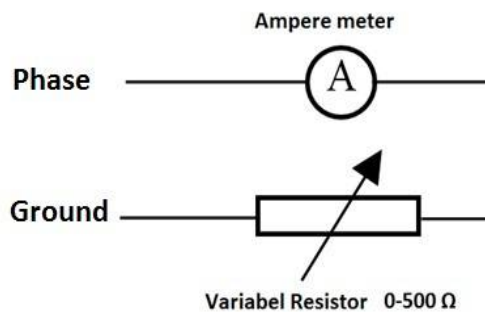 Ampere meter
Phase
A
Ground
Variabel Resistor 0-500 Ω